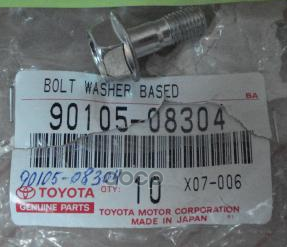 BOLT WASHER BASED
BA
90105-08304
90105-08304
TOYOTA
GENUINE PARTS
QTY:
10
X07-006
TOYOTA MOTOR CORPORATION
MADE IN JAPAN